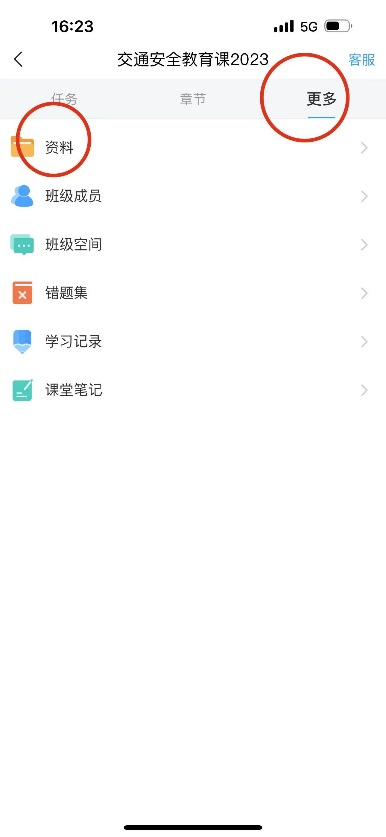 16:23 5G
交通安全教育课2023 客服
任务 章节 更多
资料
班级成员
班级空间
错题集
学习记录
课堂笔记